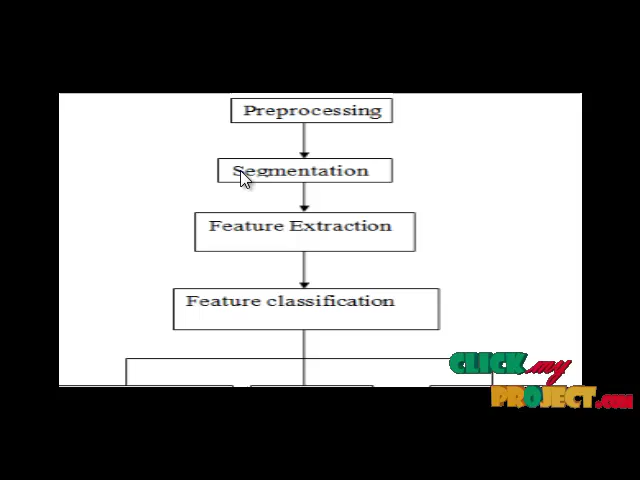 Preprocessing
Segmentation
Feature Extraction
Feature classification
CLICK my
PROJECT.COM